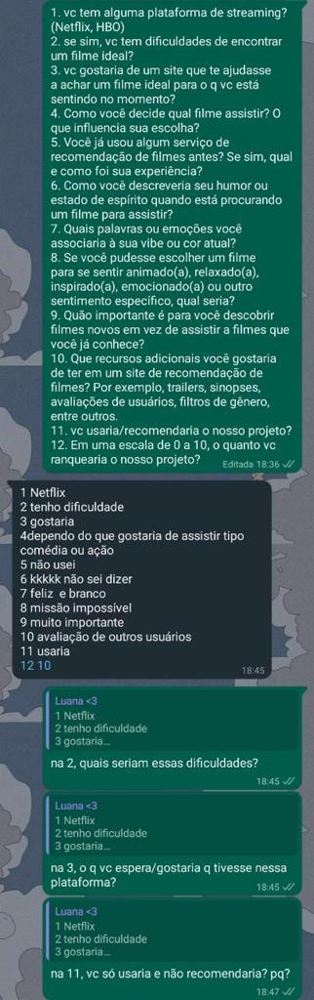 1. vc tem alguma plataforma de streaming?
(Netflix, HBO)
2. se sim, vc tem dificuldades de encontrar
um filme ideal?
3. vc gostaria de um site que te ajudasse
a achar um filme ideal para o q vc está
sentindo no momento?
4. Como você decide qual filme assistir? O
que influencia sua escolha?
5. Você já usou algum serviço de
recomendação de filmes antes? Se sim, qual
e como foi sua experiência?
6. Como você descreveria seu humor ou
estado de espírito quando está procurando
um filme para assistir?
7. Quais palavras ou emoções você
associaria à sua vibe ou cor atual?
8. Se você pudesse escolher um filme
para se sentir animado(a), relaxado(a),
inspirado(a), emocionado(a) ou outro
sentimento específico, qual seria?
9. Quão importante é para você descobrir
filmes novos em vez de assistir a filmes que
você já conhece?
10. Que recursos adicionais você gostaria
de ter em um site de recomendação de
filmes? Por exemplo, trailers, sinopses,
avaliações de usuários, filtros de gênero,
entre outros.
11. vc usaria/recomendaria o nosso projeto?
12. Em uma escala de 0 a 10, o quanto vc
ranquearia o nosso projeto?
Editada 18:36
1 Netflix
2 tenho dificuldade
3 gostaria
4dependo do que gostaria de assistir tipo
comédia ou ação
5 não usei
6 kkkkk não sei dizer
7 feliz e branco
8 missão impossível
9 muito importante
10 avaliação de outros usuários
11 usaria
12 10
18:45
Luana <3
1 Netflix
2 tenho dificuldade
3 gostaria...
na 2, quais seriam essas dificuldades?
18:45
Luana <3
1 Netflix
2 tenho dificuldade
3 gostaria...
na 3, o q vc espera/gostaria q tivesse nessa
plataforma?
18:45
Luana <3
1 Netflix
2 tenho dificuldade
3 gostaria...
na 11, vc só usaria e não recomendaria? pq?
18:47